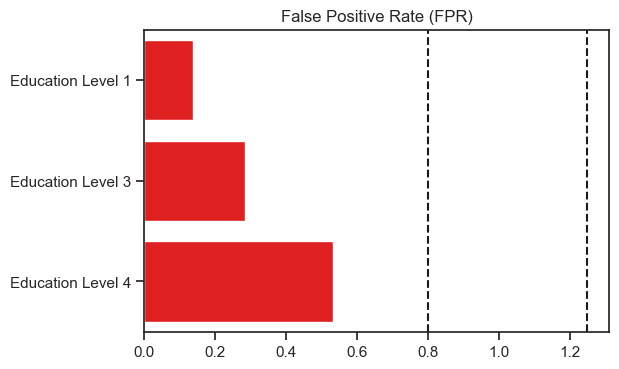 False Positive Rate (FPR)
Education Level 1
Education Level 3
Education Level 4
0.0 0.2 0.4 0.6 0.8 1.0 1.2